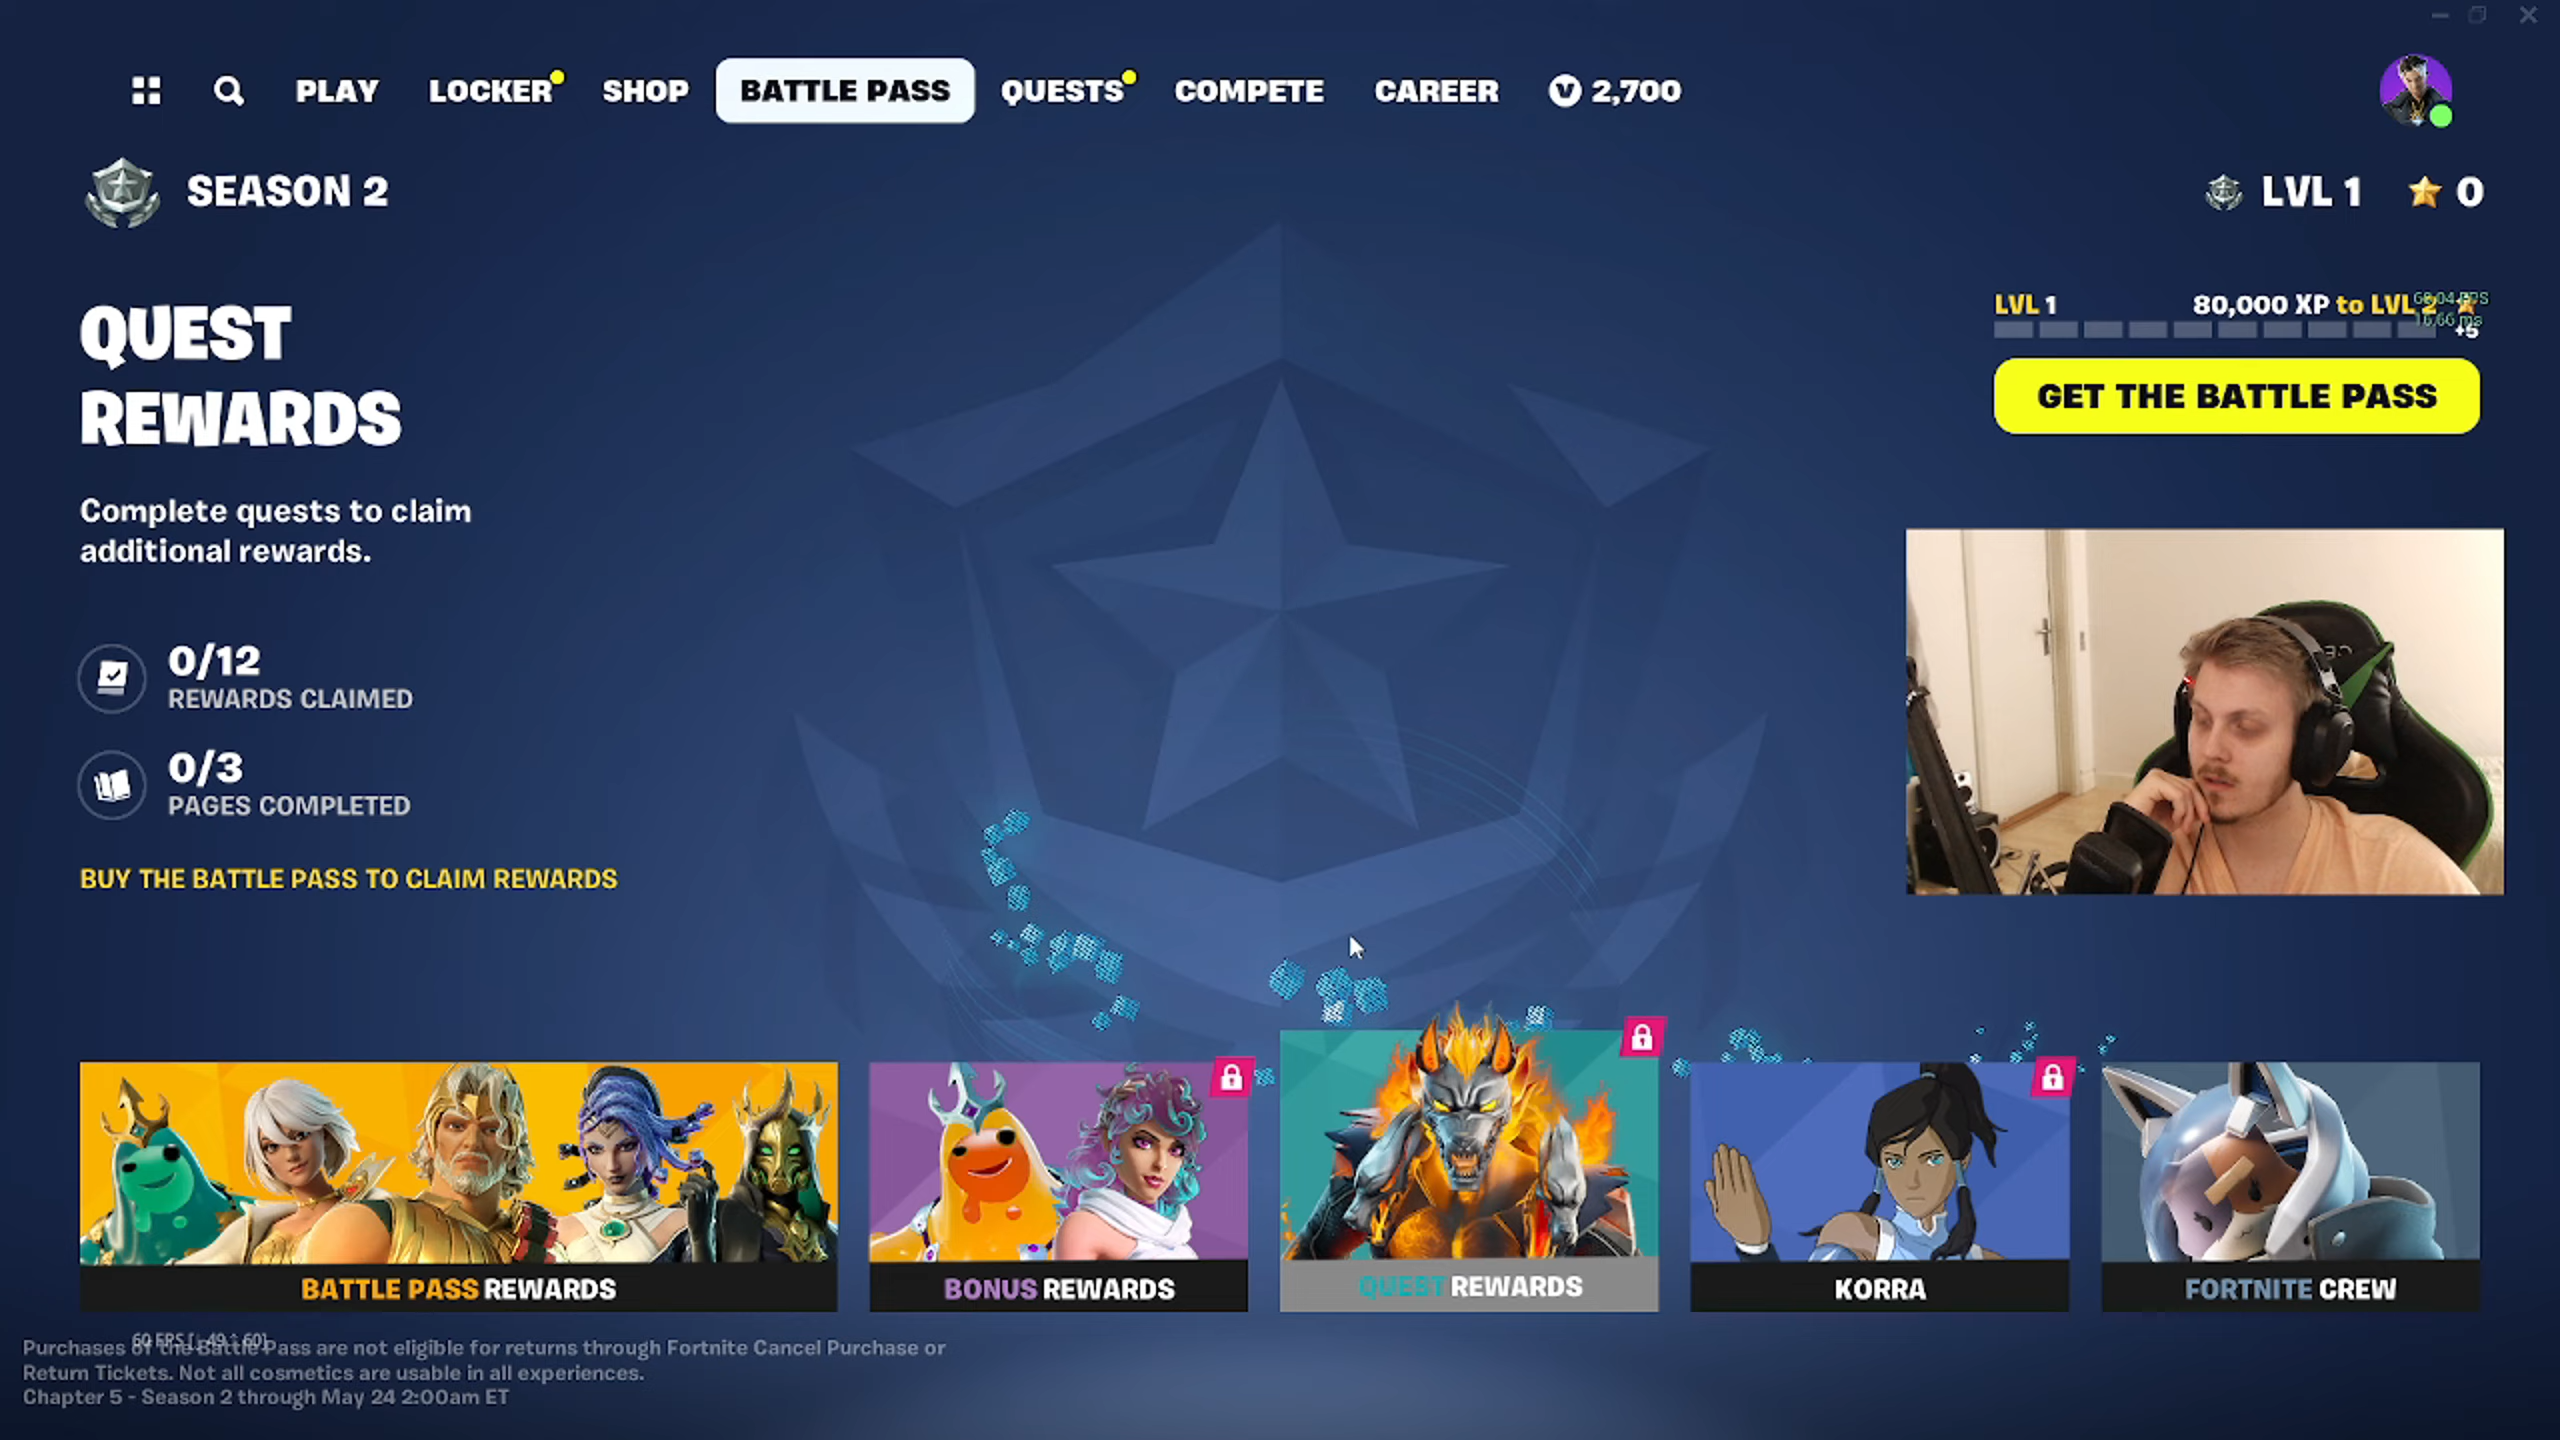 PLAY LOCKER SHOP BATTLE PASS QUESTS COMPETE CAREER V 2,700
SEASON 2
LVL 1 0
QUEST
REWARDS
LVL 1 80,000 XP to LVL 2
+5
GET THE BATTLE PASS
Complete quests to claim
additional rewards.
0/12
REWARDS CLAIMED
0/3
PAGES COMPLETED
BUY THE BATTLE PASS TO CLAIM REWARDS
BATTLE PASS REWARDS
BONUS REWARDS
QUEST REWARDS
KORRA
FORTNITE CREW
Purchases of the Battle Pass are not eligible for returns through Fortnite Cancel Purchase or
Return Tickets. Not all cosmetics are usable in all experiences.
Chapter 5 - Season 2 through May 24 2:00am ET